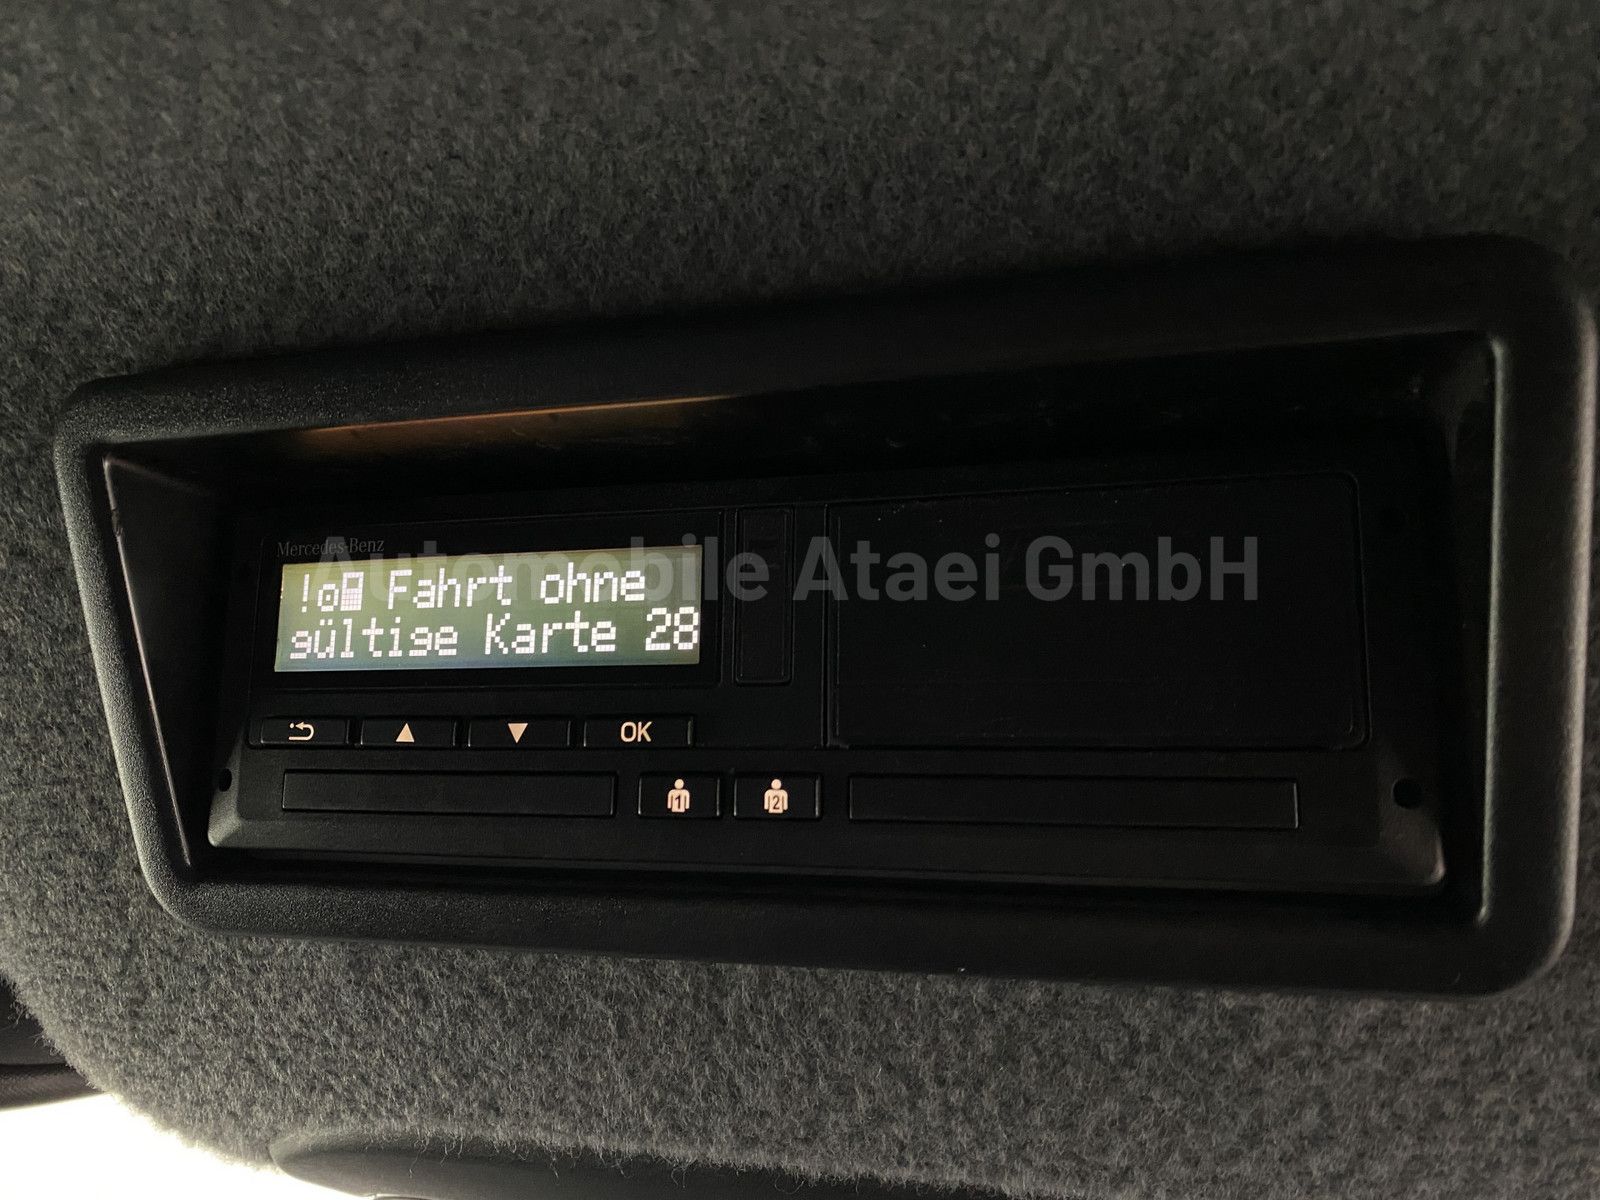 Mercedes-Benz
Automobile Ataei GmbH
! Fahrt ohne
gültige Karte 28
OK
1 2